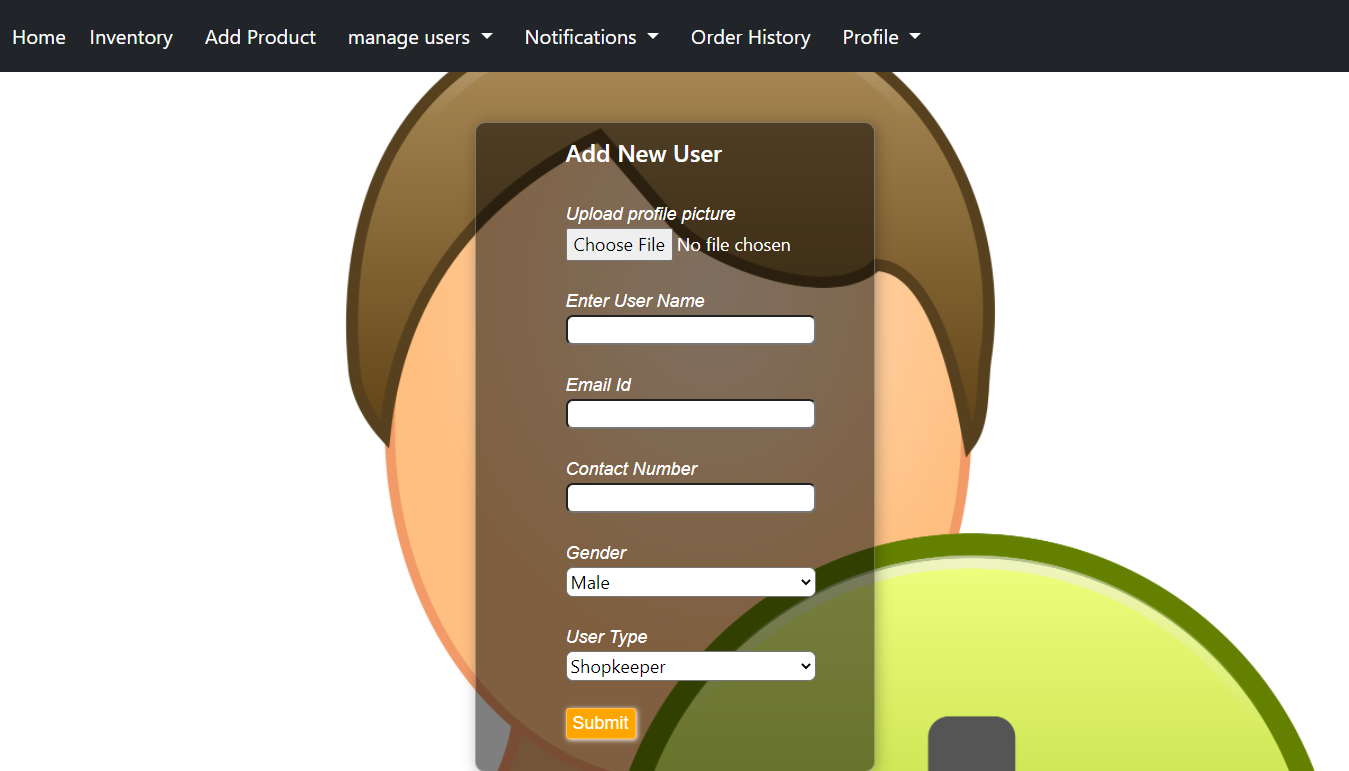 Home Inventory Add Product manage users Notifications Order History Profile
Add New User
Upload profile picture
Choose File No file chosen
Enter User Name
Email Id
Contact Number
Gender
Male
User Type
Shopkeeper
Submit